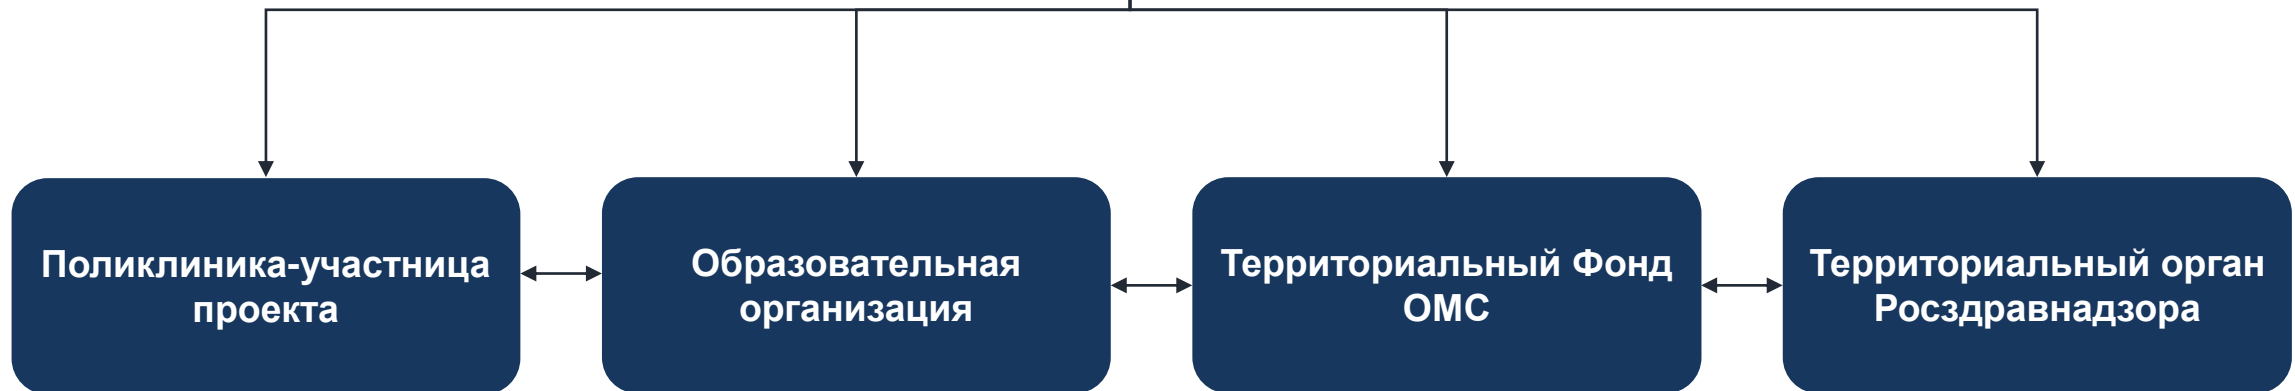 Поликлиника-участница
проекта
Образовательная
организация
Территориальный Фонд
ОМС
Территориальный орган
Росздравнадзора